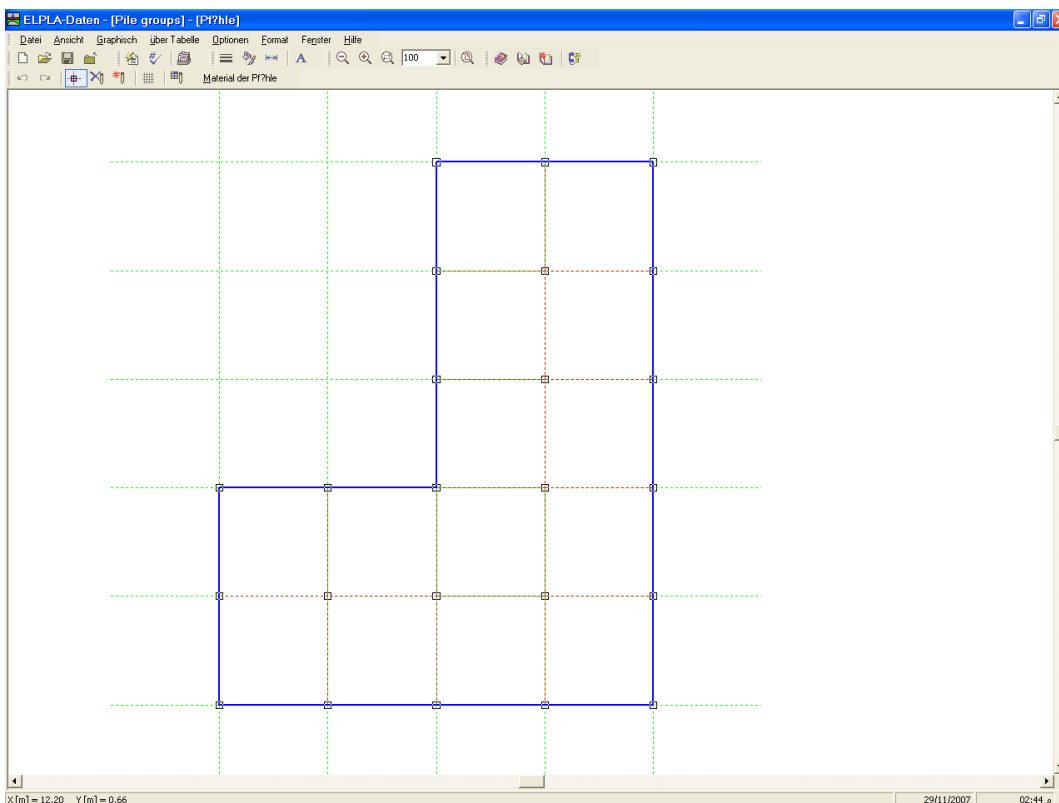 ELPLA-Daten - [Pile groups] - [Pf?hle]
Datei Ansicht Graphisch über Tabelle Optionen Format Fenster Hilfe
A 100
Material der Pf?hle
X [m] = 12.20 Y [m] = 0.66 29/11/2007 02:44 م